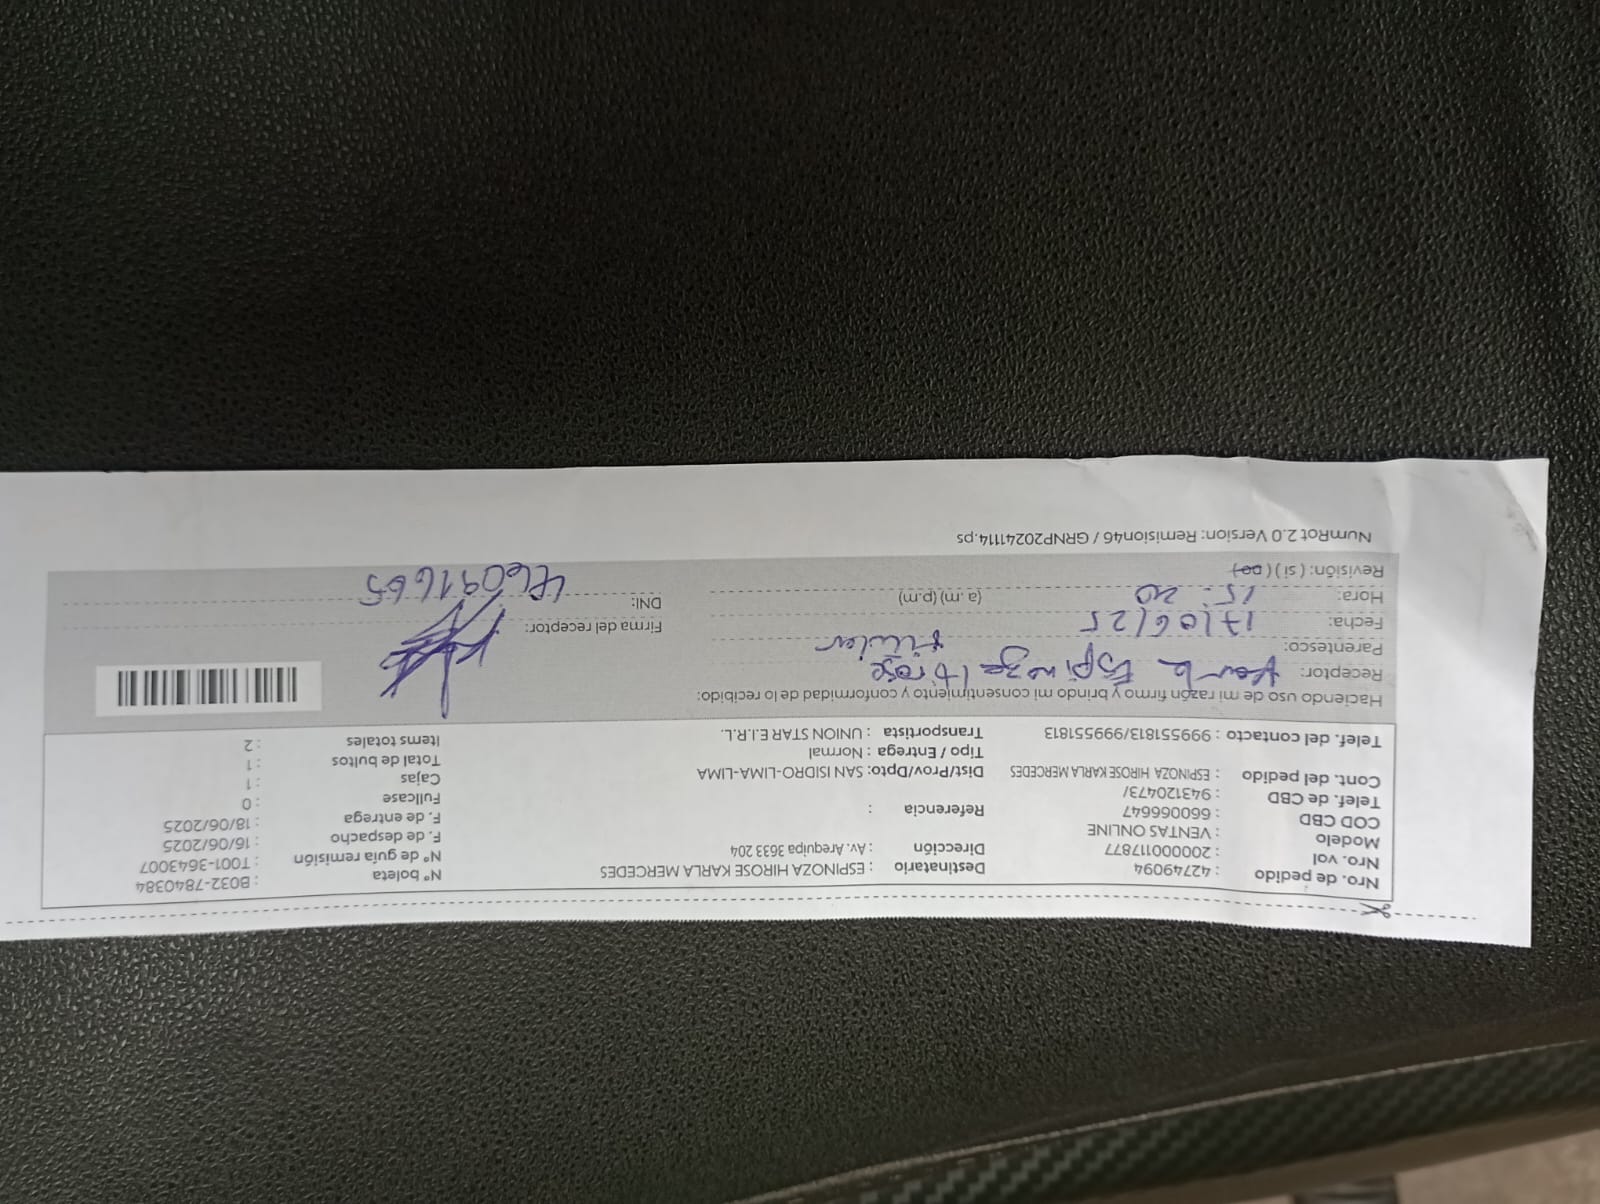 Nro. de pedido : 42749094
Nro. vol. : 2000000117877
Modelo : VENTAS ONLINE
COD CBD : 660066647
Telef. de CBD : 943120473/
Cont. del pedido : ESPINOZA HIROSE KARLA MERCEDES
Telef. del contacto : 999551813/999551813
Destinatario : ESPINOZA HIROSE KARLA MERCEDES
Dirección : Av. Arequipa 3633 204
Referencia :
Dist/Prov/Dpto: SAN ISIDRO-LIMA-LIMA
Tipo / Entrega : Normal
Transportista : UNION STAR E.I.R.L.
N° boleta : B032-7840384
N° de guía remisión : T001-3643007
F. de despacho : 16/06/2025
F. de entrega : 18/06/2025
Fullcase : 0
Cajas : 1
Total de bultos : 1
Items totales : 2
Haciendo uso de mi razón firmo y brindo mi consentimiento y conformidad de lo recibido:
Receptor: Karla Espinoza Hirose
Parentesco: titular
Fecha: 17/06/25
Hora: 15:20 (a.m) (p.m)
Revisión: ( si ) ( no )
Firma del receptor:
DNI: 46091665
NumRot 2.0 Version: Remision46 / GRNP20241114.ps